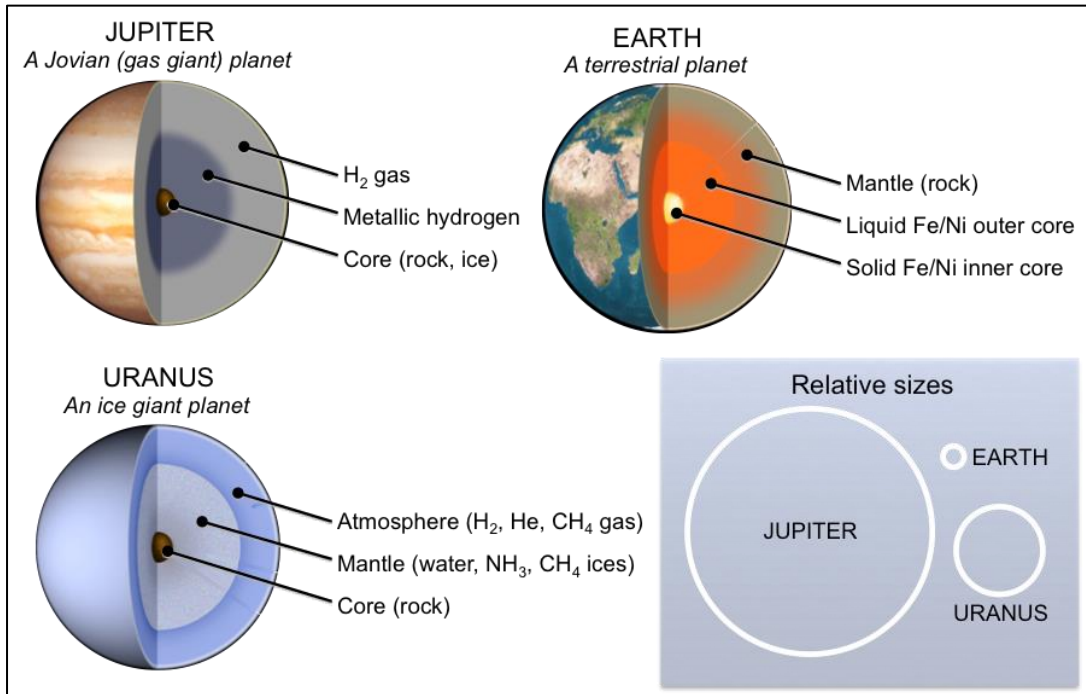 JUPITER
A Jovian (gas giant) planet
H₂ gas
Metallic hydrogen
Core (rock, ice)
EARTH
A terrestrial planet
Mantle (rock)
Liquid Fe/Ni outer core
Solid Fe/Ni inner core
URANUS
An ice giant planet
Atmosphere (H₂, He, CH₄ gas)
Mantle (water, NH₃, CH₄ ices)
Core (rock)
Relative sizes
EARTH
JUPITER
URANUS